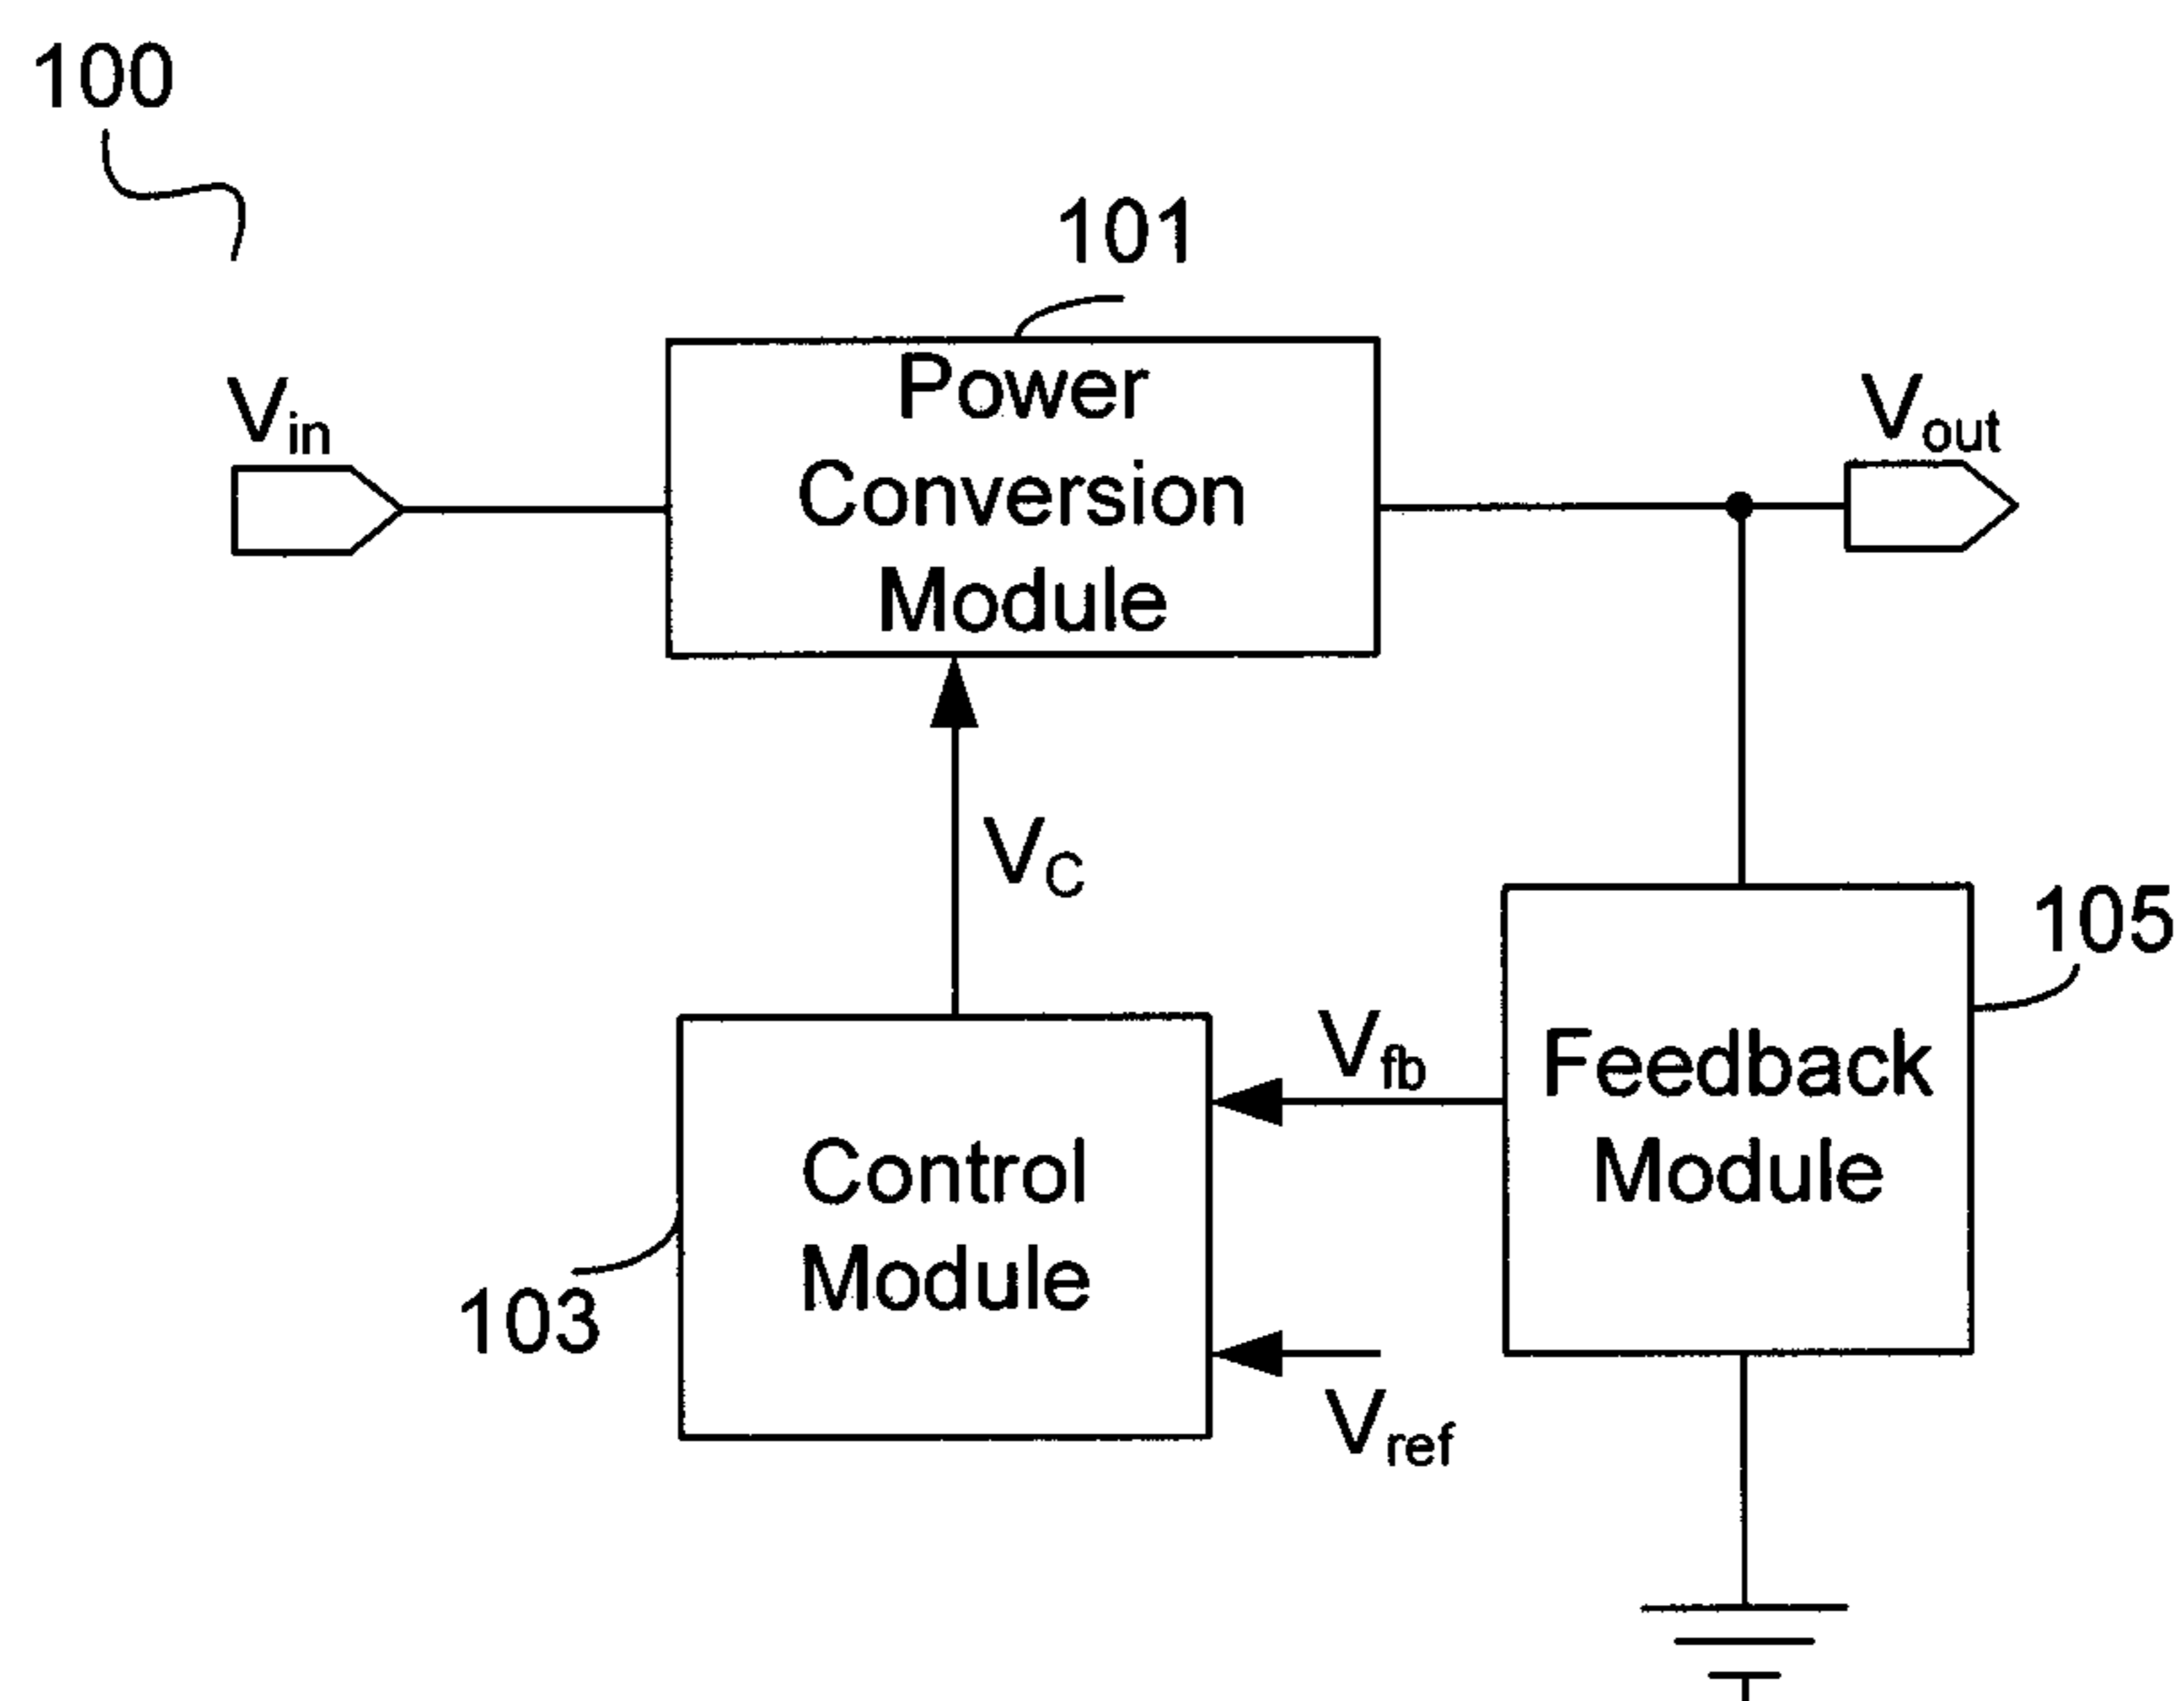 100
101
Power
Conversion
Module
Vin
Vout
VC
105
Vfb
Feedback
Module
Control
Module
103
Vref